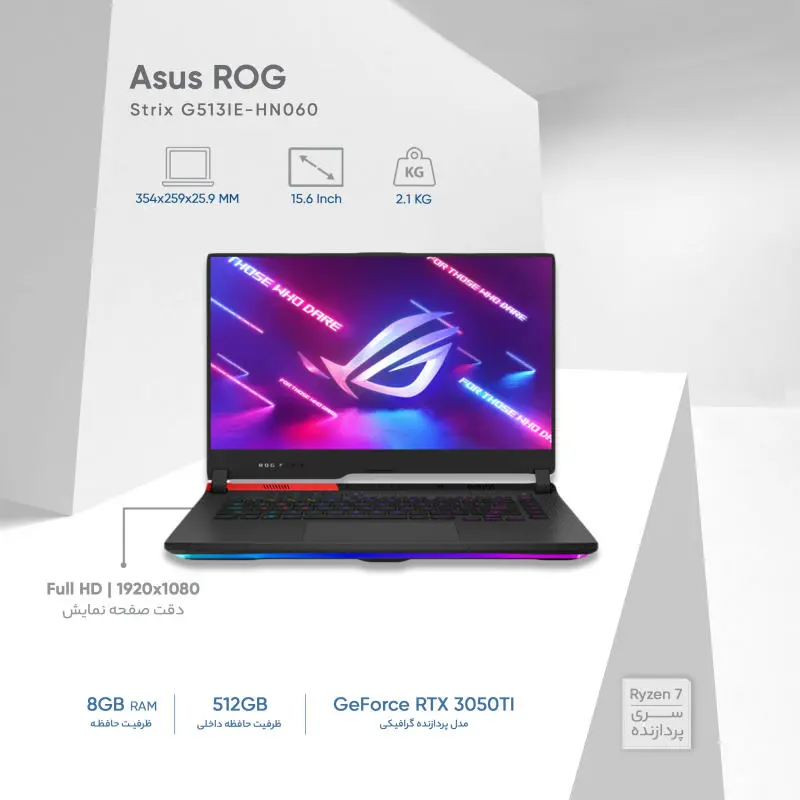 Asus ROG
Strix G513IE-HN060
KG
354x259x25.9 MM
15.6 Inch
2.1 KG
THOSE WHO DARE
FOR THOSE WHO DARE
FOR THOSE WHO DARE
FOR THOSE WHO DA
ROG
Full HD | 1920x1080
دقت صفحه نمایش
8GB RAM
ظرفیت حافظه
512GB
ظرفیت حافظه داخلی
GeForce RTX 3050TI
مدل پردازنده گرافیکی
Ryzen 7
سری
پردازنده